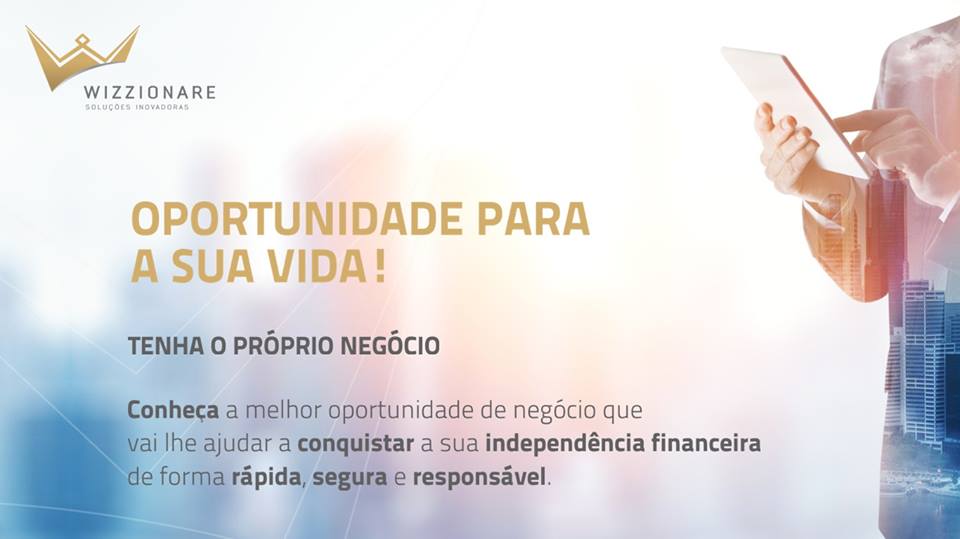 WIZZIONARE
SOLUÇÕES INOVADORAS
OPORTUNIDADE PARA
A SUA VIDA!
TENHA O PRÓPRIO NEGÓCIO
Conheça a melhor oportunidade de negócio que
vai lhe ajudar a conquistar a sua independência financeira
de forma rápida, segura e responsável.